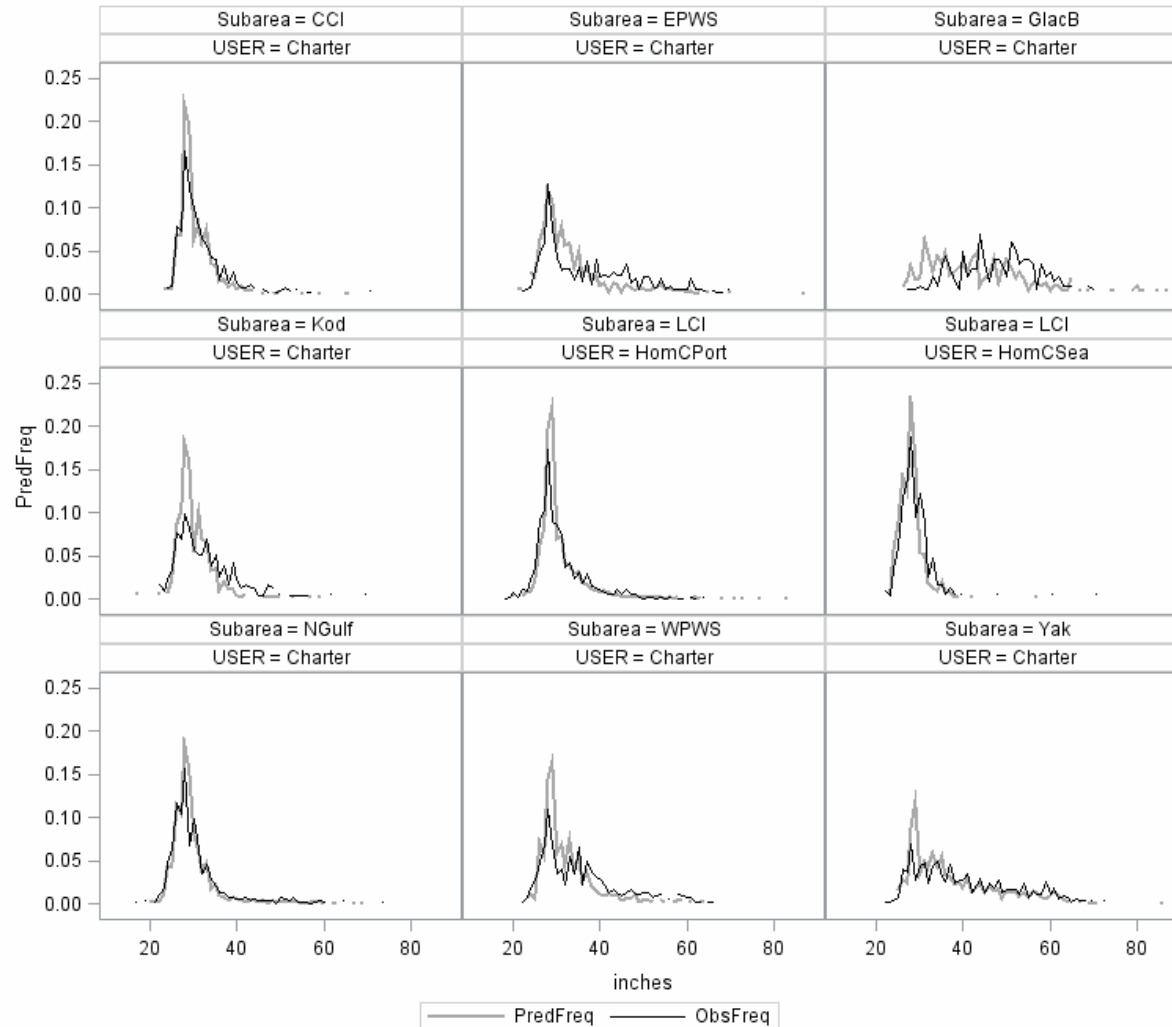 Subarea = CCI
USER = Charter
Subarea = EPWS
USER = Charter
Subarea = GlacB
USER = Charter
0.25
0.20
0.15
0.10
0.05
0.00
Subarea = Kod
USER = Charter
Subarea = LCI
USER = HomCPort
Subarea = LCI
USER = HomCSea
PredFreq
0.25
0.20
0.15
0.10
0.05
0.00
Subarea = NGulf
USER = Charter
Subarea = WPWS
USER = Charter
Subarea = Yak
USER = Charter
0.25
0.20
0.15
0.10
0.05
0.00
20 40 60 80 20 40 60 80 20 40 60 80
inches
PredFreq ObsFreq